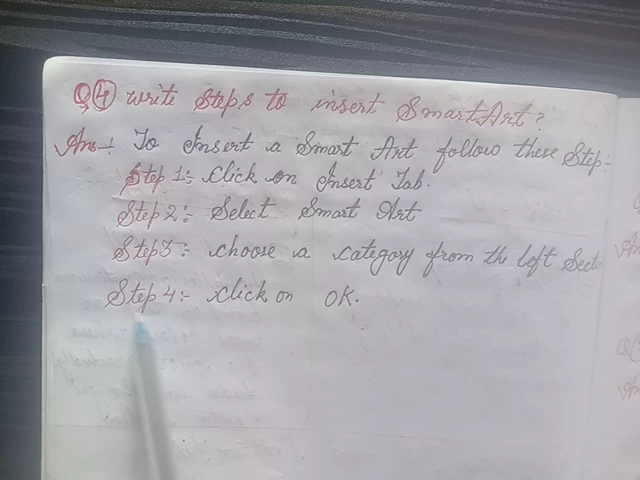 Q④ write steps to insert SmartArt?
Ans:- To Insert a Smart Art follow these Step:-
Step 1:- Click on Insert Tab.
Step 2:- Select Smart Art
Step 3:- choose a category from the left Secti
Step 4:- click on OK.